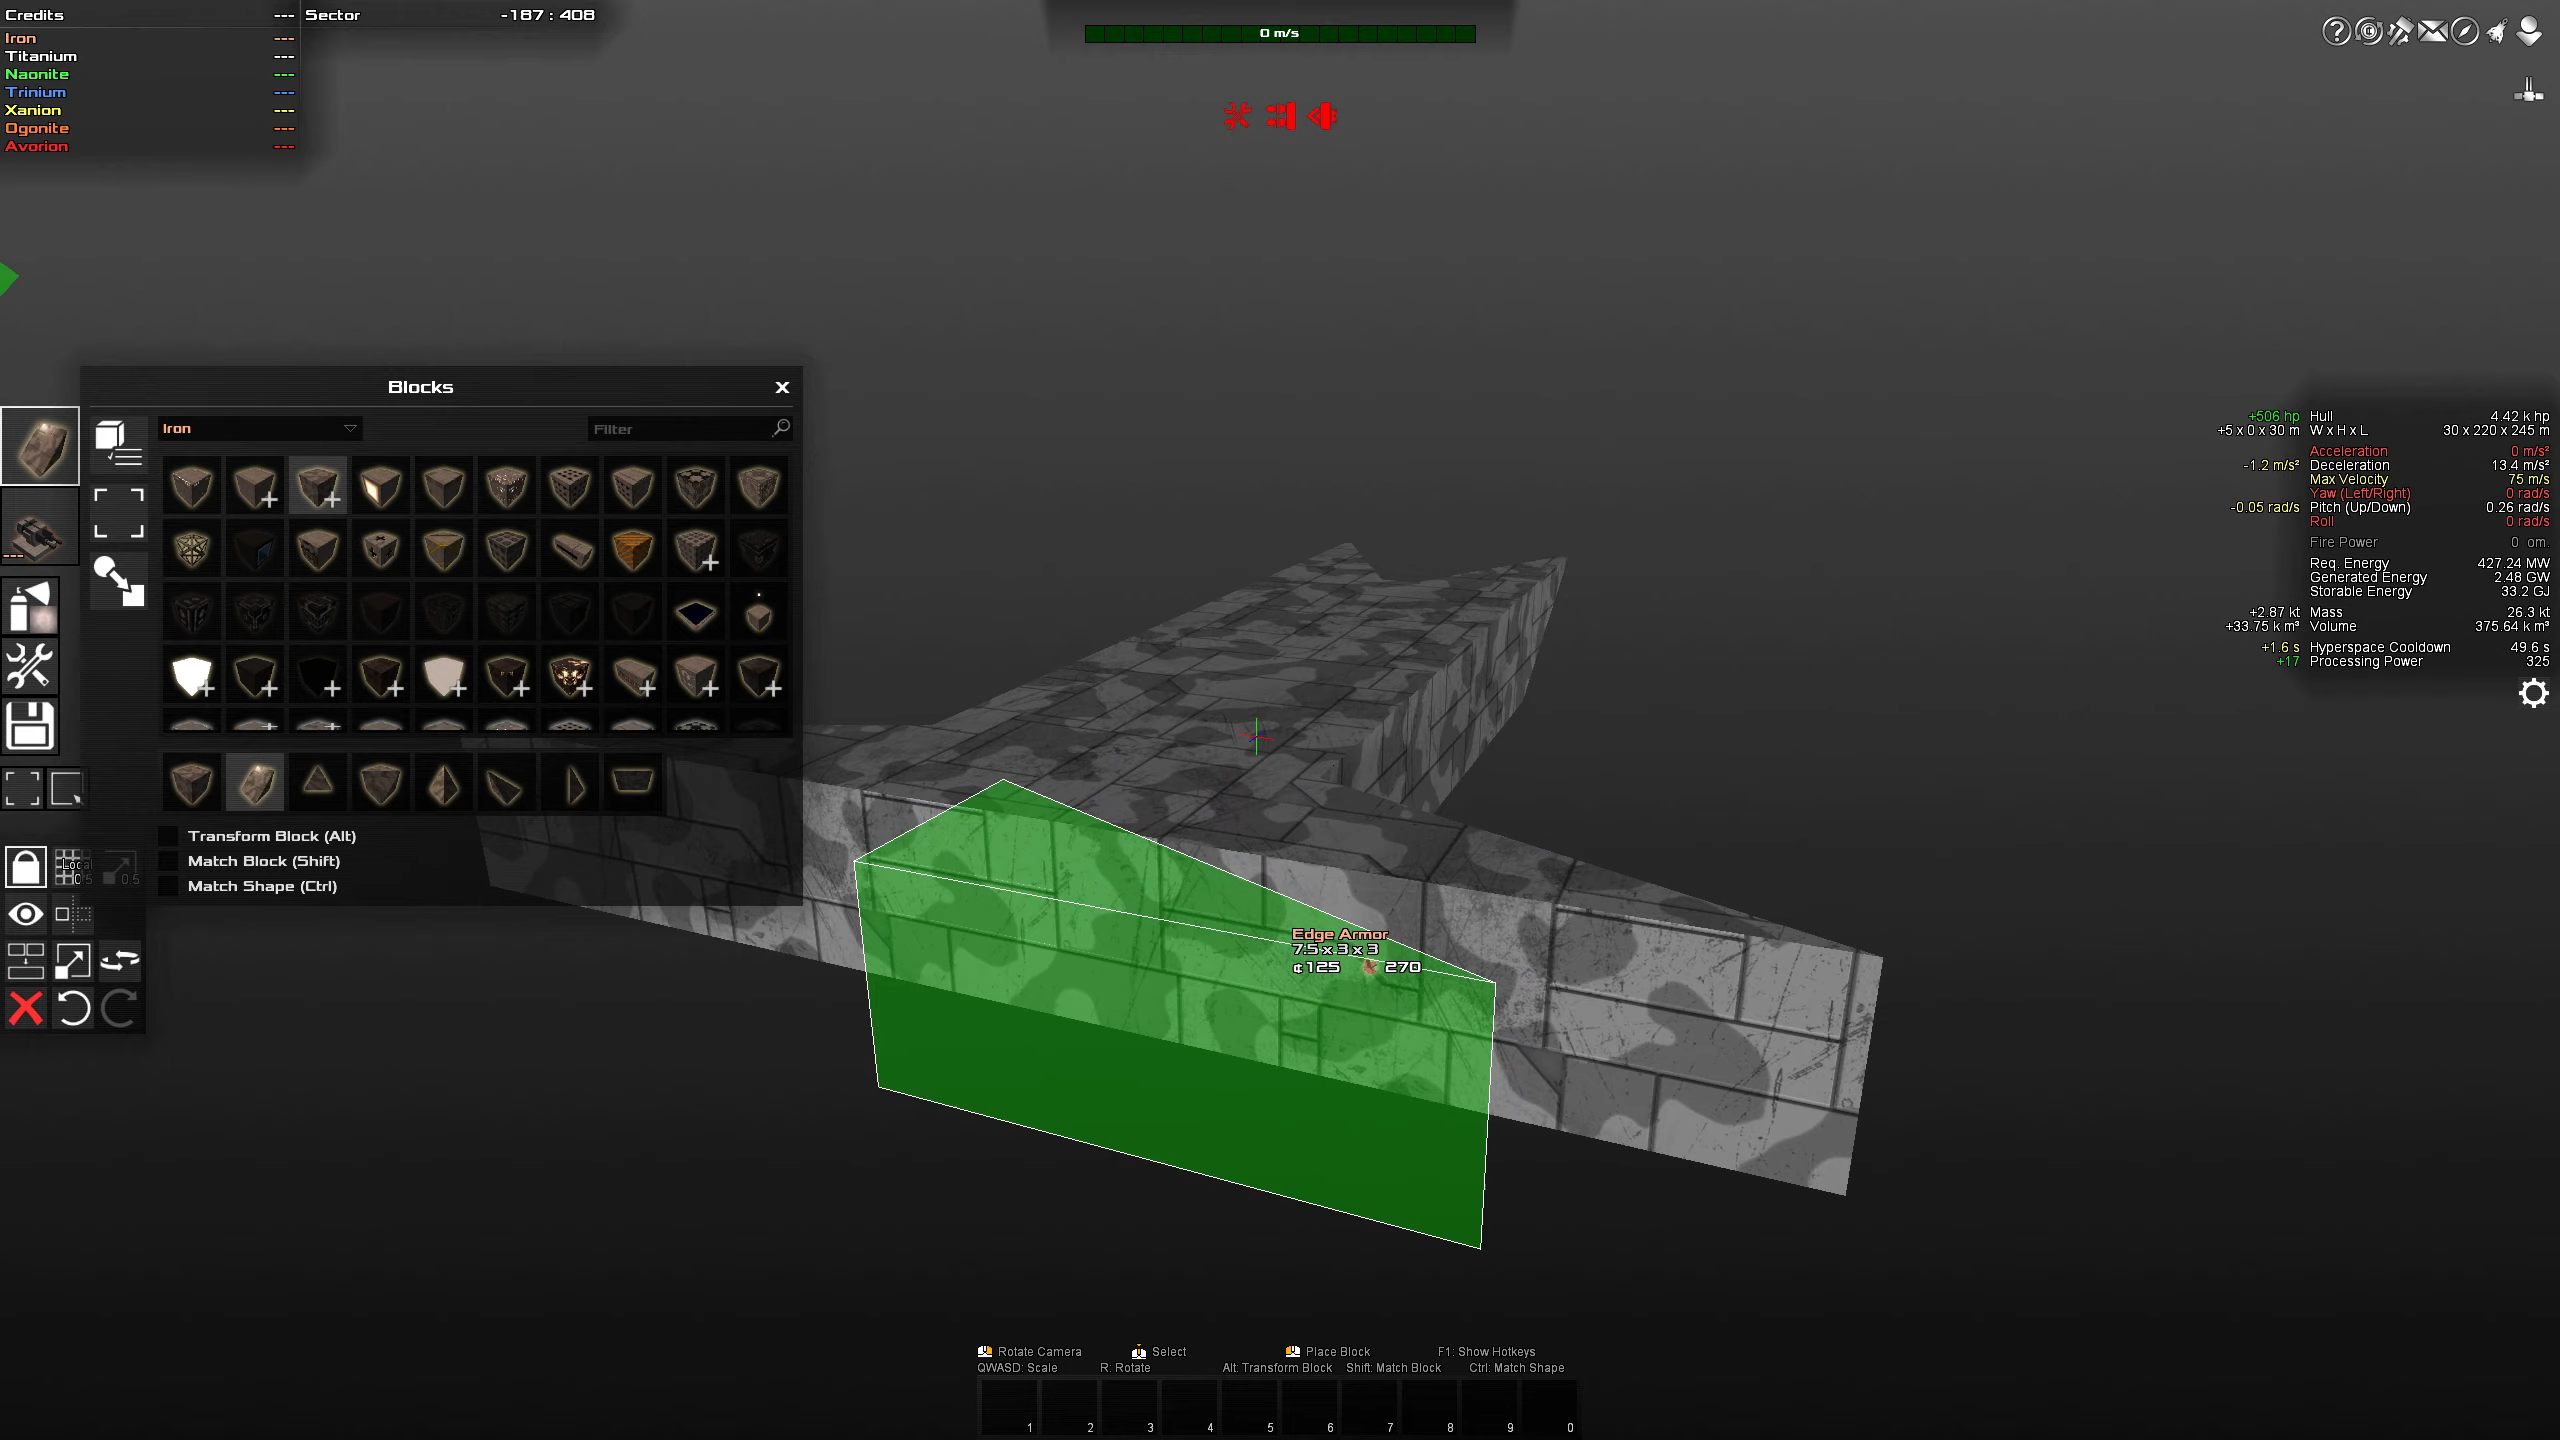 Credits --- Sector -187 : 408
Iron ---
Titanium ---
Naonite ---
Trinium ---
Xanion ---
Ogonite ---
Avorion ---
0 m/s
Blocks X
Iron
Filter
Transform Block (Alt)
Match Block (Shift)
Match Shape (Ctrl)
---
Local
0.5
0.5
Edge Armor
7.5 x 3 x 3
¢125 270
+506 hp Hull 4.42 k hp
+5 x 0 x 30 m W x H x L 30 x 220 x 245 m
Acceleration 0 m/s²
-1.2 m/s² Deceleration 13.4 m/s²
Max Velocity 75 m/s
Yaw (Left/Right) 0 rad/s
-0.05 rad/s Pitch (Up/Down) 0.26 rad/s
Roll 0 rad/s
Fire Power 0 om.
Req. Energy 427.24 MW
Generated Energy 2.48 GW
Storable Energy 33.2 GJ
+2.87 kt Mass 26.3 kt
+33.75 k m³ Volume 375.64 k m³
+1.6 s Hyperspace Cooldown 49.6 s
+17 Processing Power 325
Rotate Camera Select Place Block F1: Show Hotkeys
QWASD: Scale R: Rotate Alt: Transform Block Shift: Match Block Ctrl: Match Shape
1 2 3 4 5 6 7 8 9 0